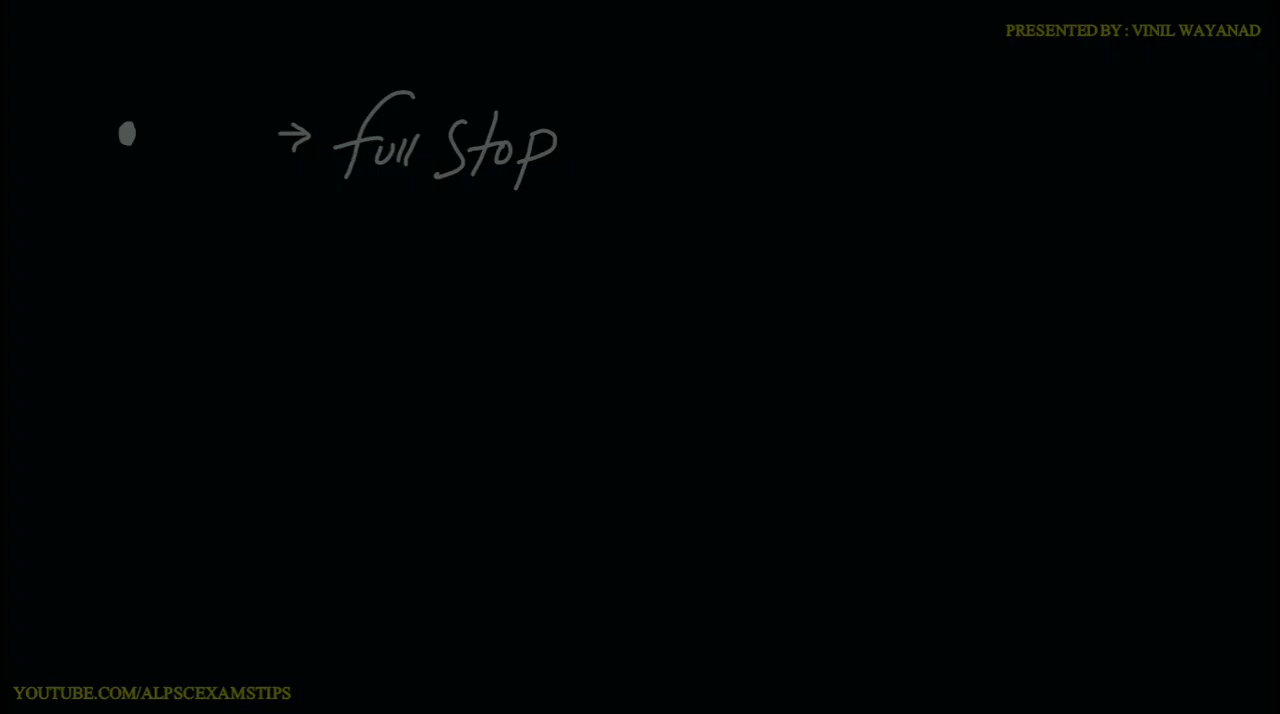 PRESENTED BY : VINIL WAYANAD
. → full stop
YOUTUBE.COM/ALPSCEXAMSTIPS